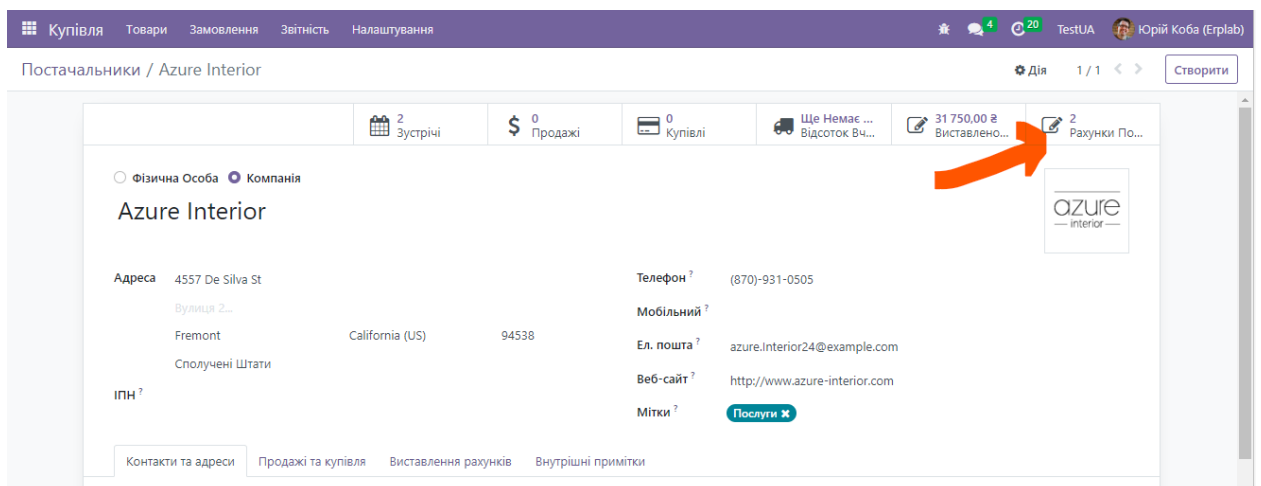 Купівля Товари Замовлення Звітність Налаштування 4 20 TestUA Юрій Коба (Erplab)
Постачальники / Azure Interior Дія 1 / 1 Створити
2 0 0 Ще Немає ... 31 750,00 ₴ 2
Зустрічі Продажі Купівлі Відсоток Вч... Виставлено... Рахунки По...
Фізична Особа Компанія
Azure Interior
azure
interior
Адреса 4557 De Silva St Телефон ? (870)-931-0505
Вулиця 2... Мобільний ?
Fremont California (US) 94538 Ел. пошта ? azure.Interior24@example.com
Сполучені Штати
ІПН ? Веб-сайт ? http://www.azure-interior.com
Мітки ? Послуги ✖
Контакти та адреси Продажі та купівля Виставлення рахунків Внутрішні примітки